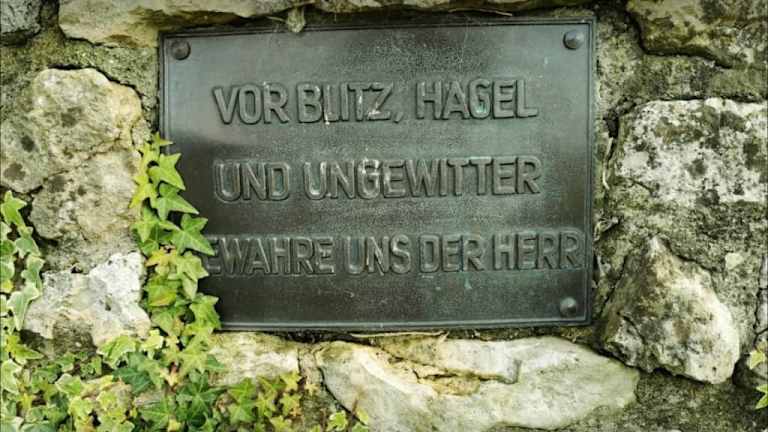 VOR BLITZ, HAGEL
UND UNGEWITTER
EWAHRE UNS DER HERR